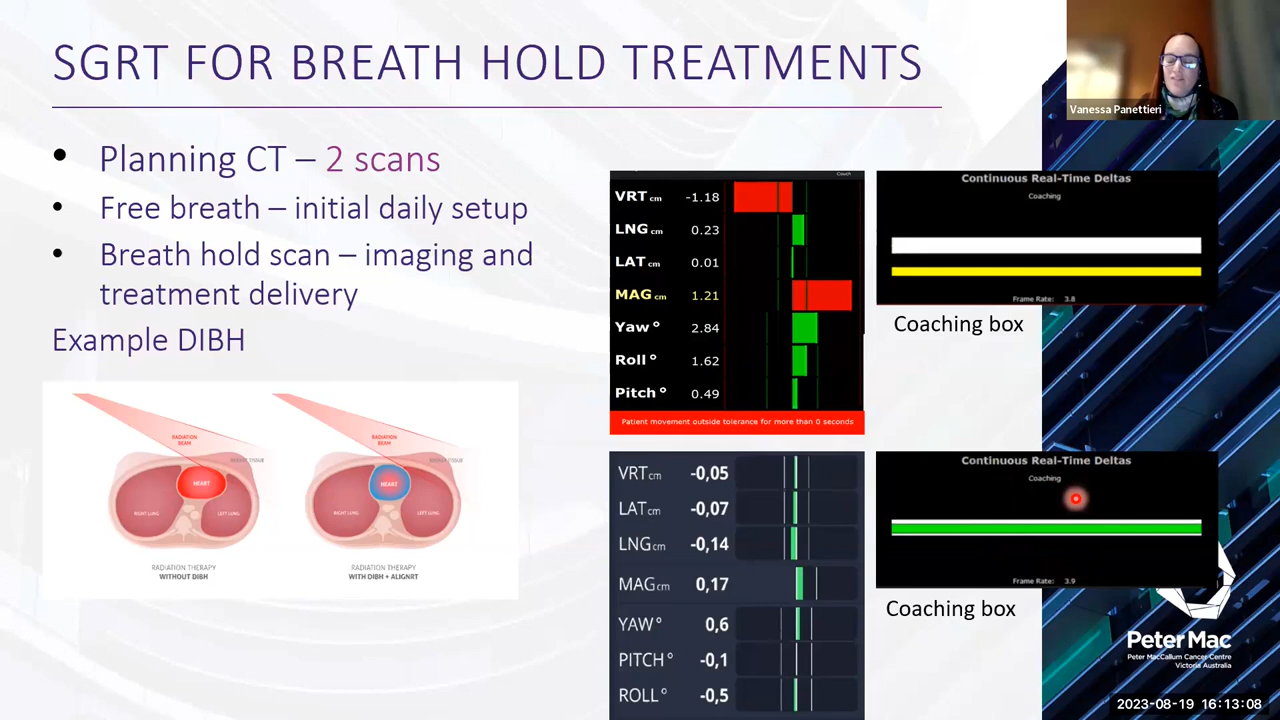 SGRT FOR BREATH HOLD TREATMENTS
Vanessa Panettieri
• Planning CT – 2 scans
• Free breath – initial daily setup
• Breath hold scan – imaging and
treatment delivery
Example DIBH
RADIATION
BEAM
HEART
RIGHT LUNG
LEFT LUNG
RADIATION THERAPY
WITHOUT DIBH
RADIATION
BEAM
HEART
RIGHT LUNG
LEFT LUNG
RADIATION THERAPY
WITH DIBH + ALIGNRT
Couch
VRT cm -1.18
LNG cm 0.23
LAT cm 0.01
MAG cm 1.21
Yaw ° 2.84
Roll ° 1.62
Pitch ° 0.49
Patient movement outside tolerance for more than 0 seconds
Continuous Real-Time Deltas
Coaching
Frame Rate: 3.8
Coaching box
VRT cm -0,05
LAT cm -0,07
LNG cm -0,14
MAG cm 0,17
YAW ° 0,6
PITCH ° -0,1
ROLL ° -0,5
Continuous Real-Time Deltas
Coaching
Frame Rate: 3.9
Coaching box
Peter Mac
Peter MacCallum Cancer Centre
Victoria Australia
2023-08-19 16:13:08